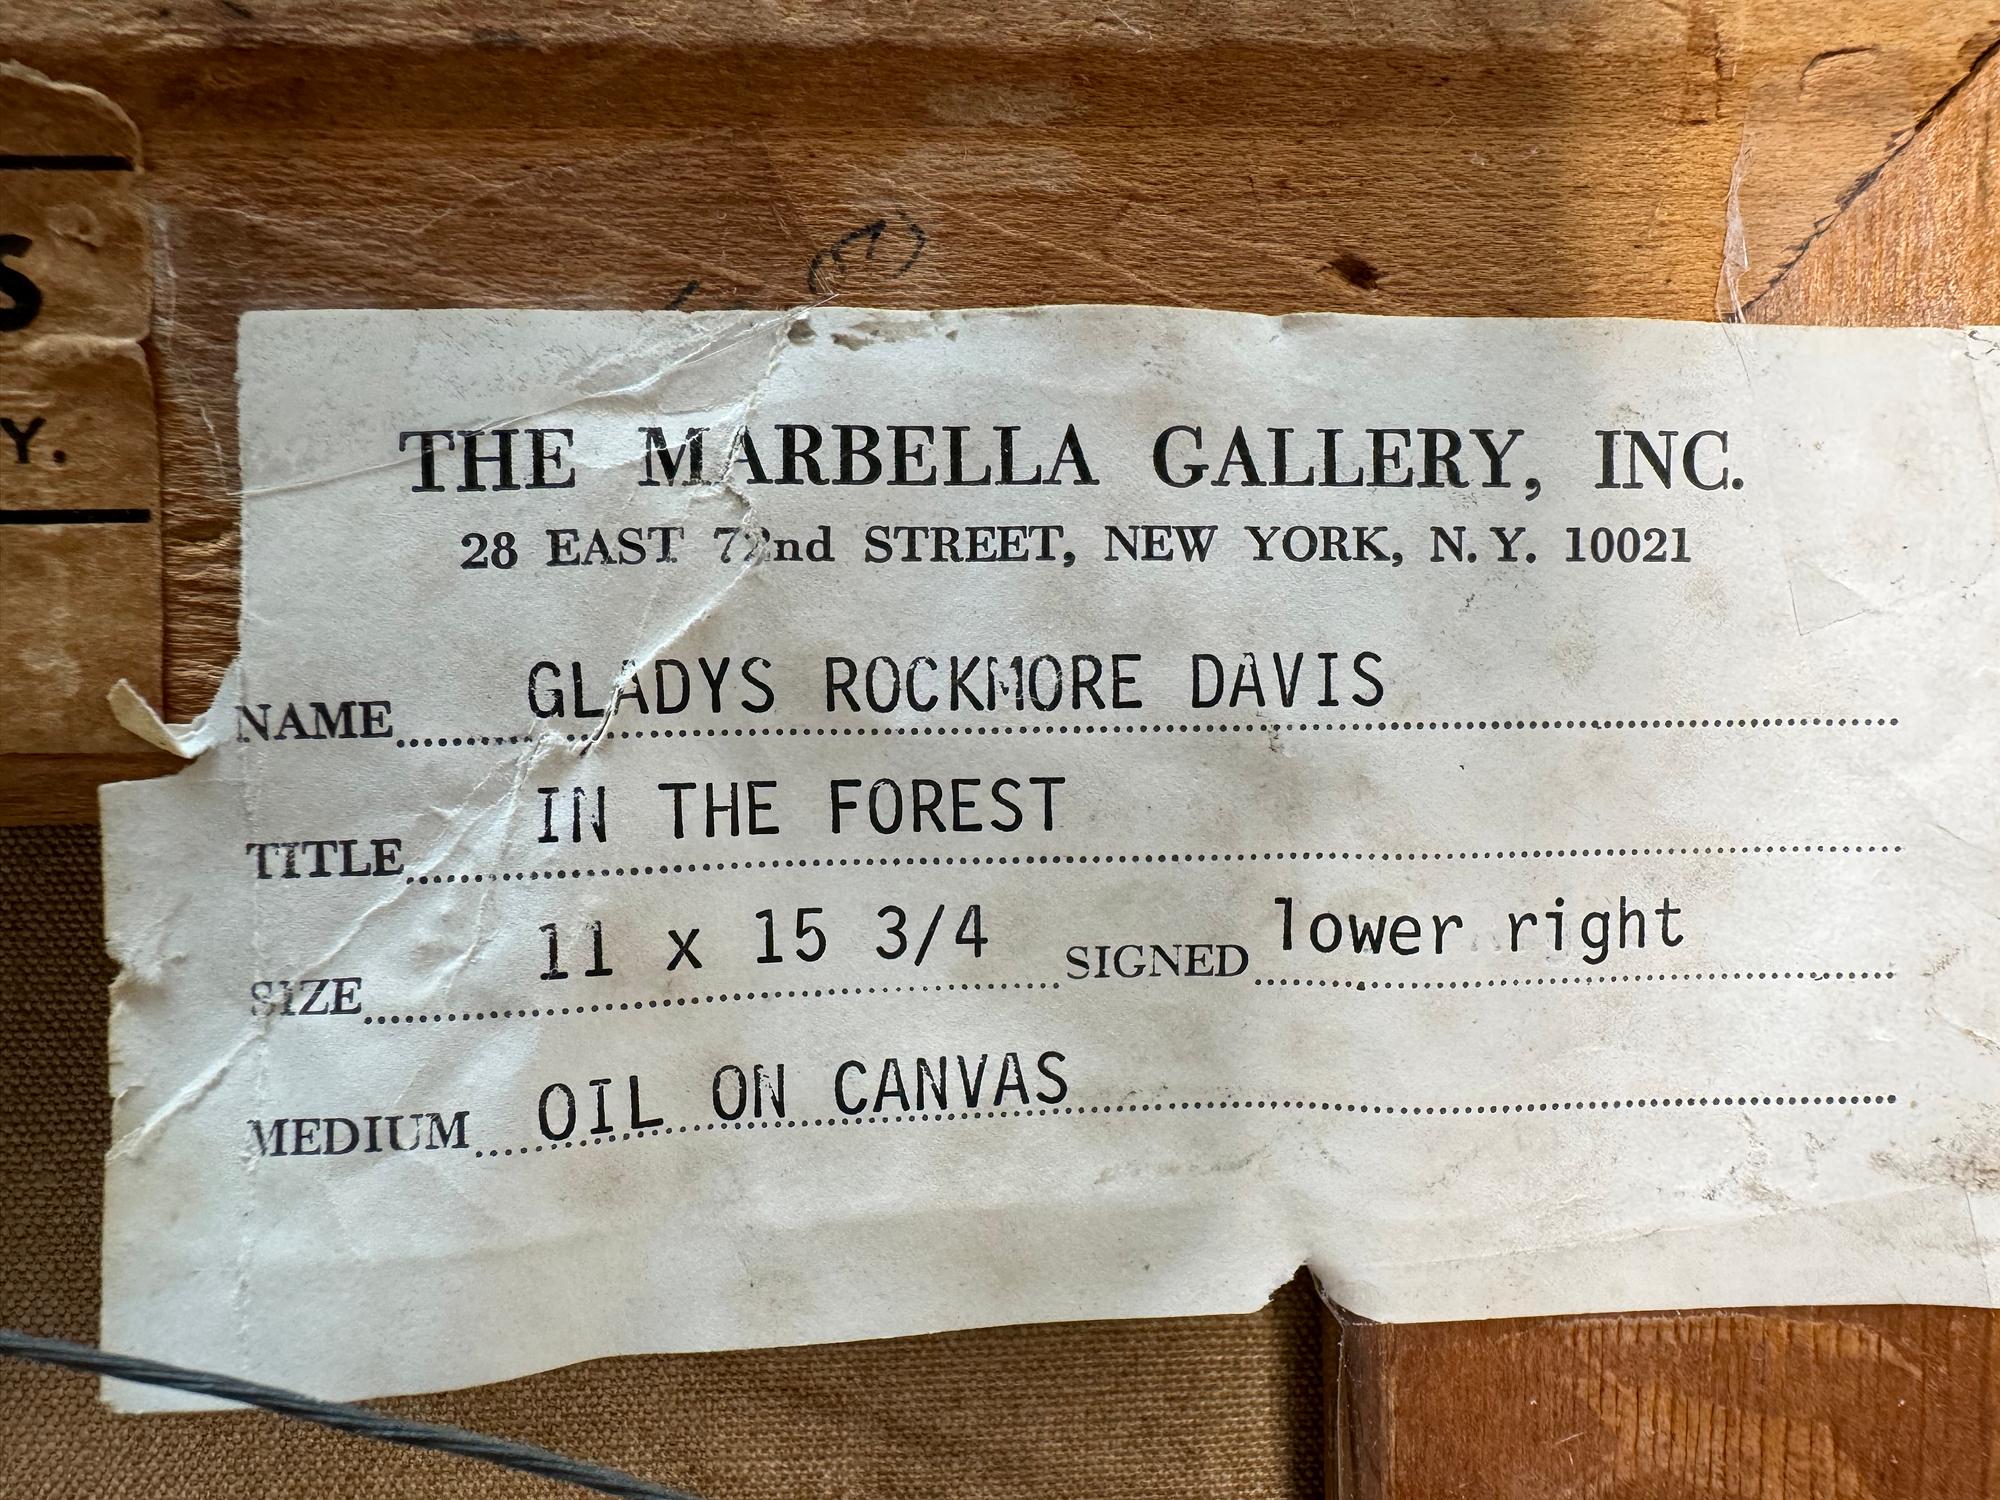 S
Y.
THE MARBELLA GALLERY, INC.
28 EAST 72nd STREET, NEW YORK, N. Y. 10021
NAME GLADYS ROCKMORE DAVIS
TITLE IN THE FOREST
SIZE 11 x 15 3/4 SIGNED lower right
MEDIUM OIL ON CANVAS